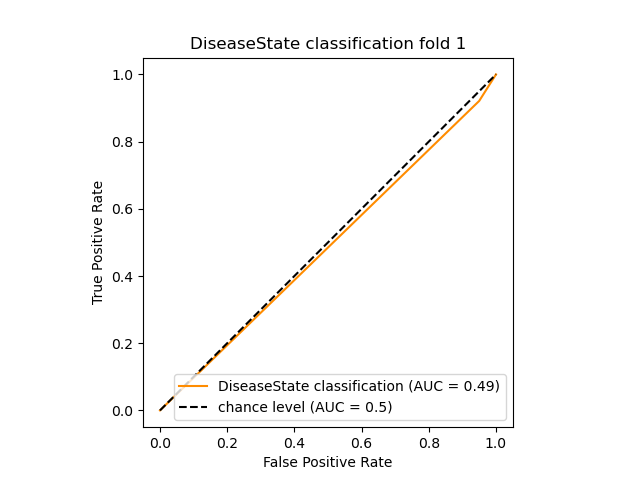 DiseaseState classification fold 1
True Positive Rate
1.0
0.8
0.6
0.4
0.2
0.0
DiseaseState classification (AUC = 0.49)
chance level (AUC = 0.5)
0.0 0.2 0.4 0.6 0.8 1.0
False Positive Rate